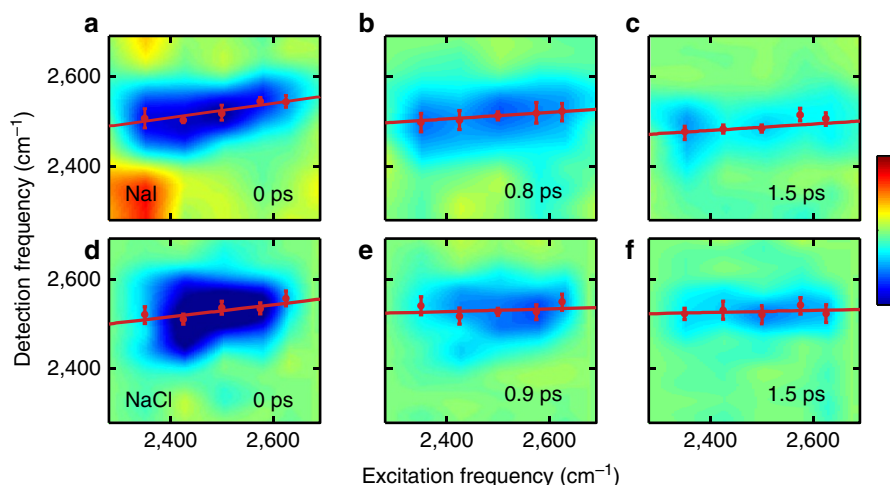 a
b
c
2,600
2,400
NaI
0 ps
0.8 ps
1.5 ps
d
e
f
2,600
2,400
NaCl
0 ps
0.9 ps
1.5 ps
2,400
2,600
2,400
2,600
2,400
2,600
Detection frequency (cm⁻¹)
Excitation frequency (cm⁻¹)